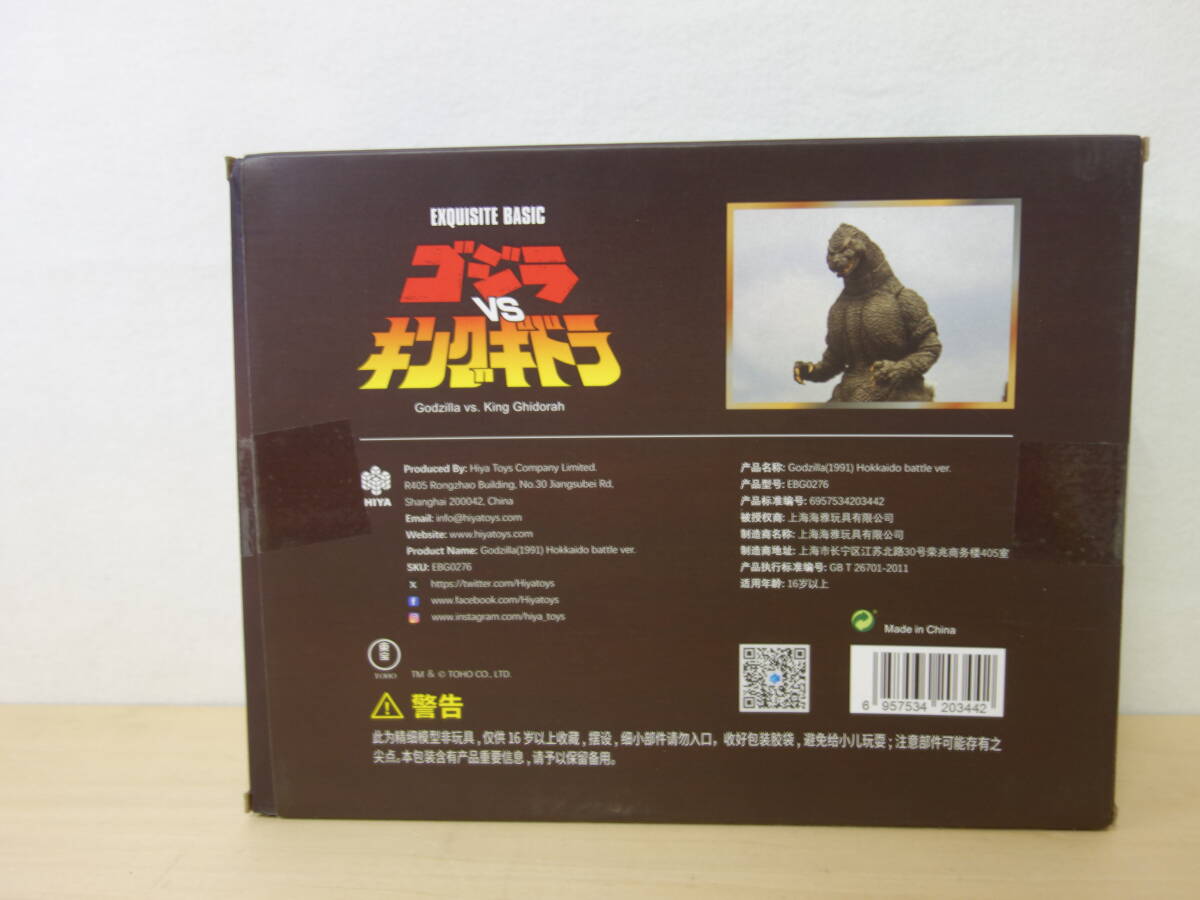 EXQUISITE BASIC
ゴジラ
VS
キングギドラ
Godzilla vs. King Ghidorah
HIYA
Produced By: Hiya Toys Company Limited.
R405 Rongzhao Building, No.30 Jiangsubei Rd,
Shanghai 200042, China
Email: info@hiyatoys.com
Website: www.hiyatoys.com
Product Name: Godzilla(1991) Hokkaido battle ver.
SKU: EBG0276
https://twitter.com/Hiyatoys
www.facebook.com/Hiyatoys
www.instagram.com/hiya_toys
产品名称: Godzilla(1991) Hokkaido battle ver.
产品型号: EBG0276
产品标准编号: 6957534203442
被授权商: 上海海雅玩具有限公司
制造商名称: 上海海雅玩具有限公司
制造商地址: 上海市长宁区江苏北路30号荣兆商务楼405室
产品执行标准编号: GB T 26701-2011
适用年龄: 16岁以上
Made in China
6 957534 203442
東宝
TOHO
TM & © TOHO CO., LTD.
警告
此为精细模型非玩具,仅供16岁以上收藏,摆设,细小部件请勿入口,收好包装胶袋,避免给小儿玩耍;注意部件可能存有之
尖点。本包装含有产品重要信息,请予以保留备用。